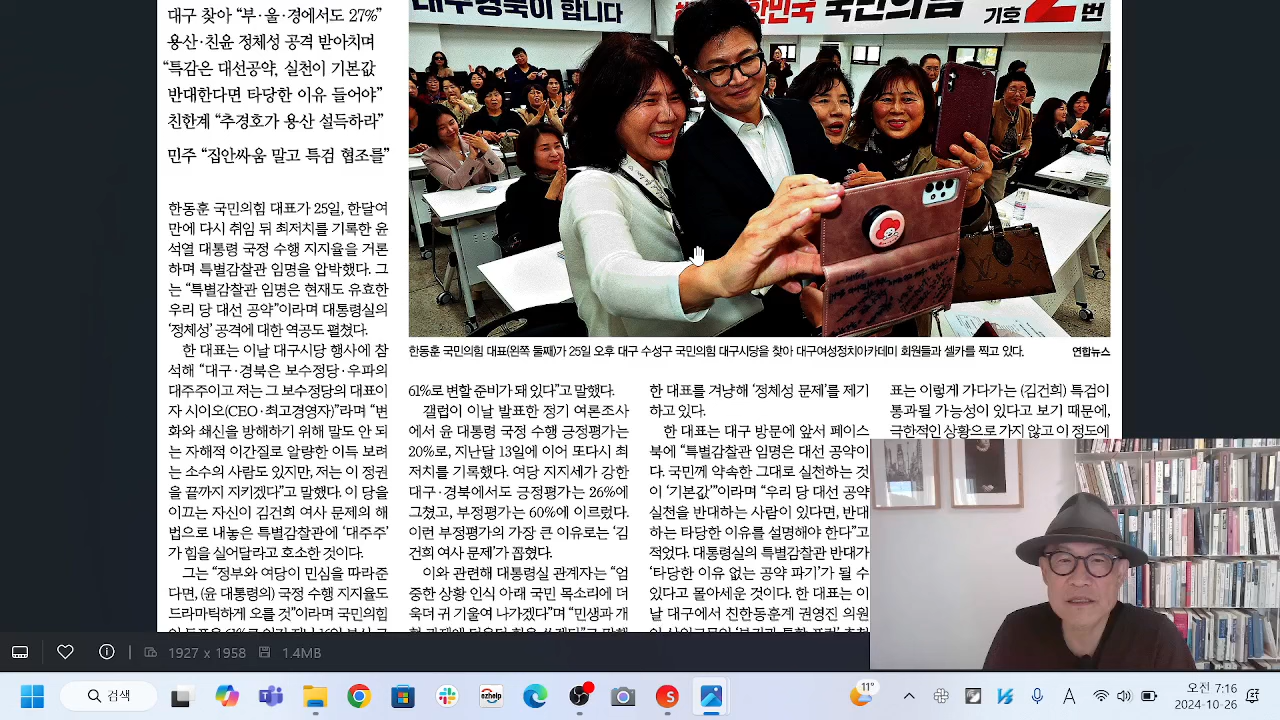 대구 찾아 “부·울·경에서도 27%”
용산·친윤 정체성 공격 받아치며
“특감은 대선공약, 실천이 기본값
반대한다면 타당한 이유 들어야”
친한계 “추경호가 용산 설득하라”
민주 “집안싸움 말고 특검 협조를”
한동훈 국민의힘 대표가 25일, 한달여
만에 다시 취임 뒤 최저치를 기록한 윤
석열 대통령 국정 수행 지지율을 거론
하며 특별감찰관 임명을 압박했다. 그
는 “특별감찰관 임명은 현재도 유효한
우리 당 대선 공약”이라며 대통령실의
‘정체성’ 공격에 대한 역공도 펼쳤다.
한 대표는 이날 대구시당 행사에 참
석해 “대구·경북은 보수정당·우파의
대주주이고 저는 그 보수정당의 대표이
자 시이오(CEO·최고경영자)”라며 “변
화와 쇄신을 방해하기 위해 말도 안 되
는 자해적 이간질로 알량한 이득 보려
는 소수의 사람도 있지만, 저는 이 정권
을 끝까지 지키겠다”고 말했다. 이 당을
이끄는 자신이 김건희 여사 문제의 해
법으로 내놓은 특별감찰관에 ‘대주주’
가 힘을 실어달라고 호소한 것이다.
그는 “정부와 여당이 민심을 따라준
다면, (윤 대통령의) 국정 수행 지지율도
드라마틱하게 오를 것”이라며 국민의힘
대구경북이 합니다
국민의힘
기호 2번
한동훈 국민의힘 대표(왼쪽 둘째)가 25일 오후 대구 수성구 국민의힘 대구시당을 찾아 대구여성정치아카데미 회원들과 셀카를 찍고 있다.
연합뉴스
61%로 변할 준비가 돼 있다”고 말했다.
갤럽이 이날 발표한 정기 여론조사
에서 윤 대통령 국정 수행 긍정평가는
20%로, 지난달 13일에 이어 또다시 최
저치를 기록했다. 여당 지지세가 강한
대구·경북에서도 긍정평가는 26%에
그쳤고, 부정평가는 60%에 이르렀다.
이런 부정평가의 가장 큰 이유로는 ‘김
건희 여사 문제’가 꼽혔다.
이와 관련해 대통령실 관계자는 “엄
중한 상황 인식 아래 국민 목소리에 더
욱더 귀 기울여 나가겠다”며 “민생과 개
한 대표를 겨냥해 ‘정체성 문제’를 제기
하고 있다.
한 대표는 대구 방문에 앞서 페이스
북에 “특별감찰관 임명은 대선 공약이
다. 국민께 약속한 그대로 실천하는 것
이 ‘기본값’”이라며 “우리 당 대선 공약
실천을 반대하는 사람이 있다면, 반대
하는 타당한 이유를 설명해야 한다”고
적었다. 대통령실의 특별감찰관 반대가
‘타당한 이유 없는 공약 파기’가 될 수
있다고 몰아세운 것이다. 한 대표는 이
날 대구에서 친한동훈계 권영진 의원
표는 이렇게 가다가는 (김건희) 특검이
통과될 가능성이 있다고 보기 때문에,
극한적인 상황으로 가지 않고 이 정도에
1927 x 1958
1.4MB
검색
ezhelp
11°
A
오전 7:16
2024-10-26